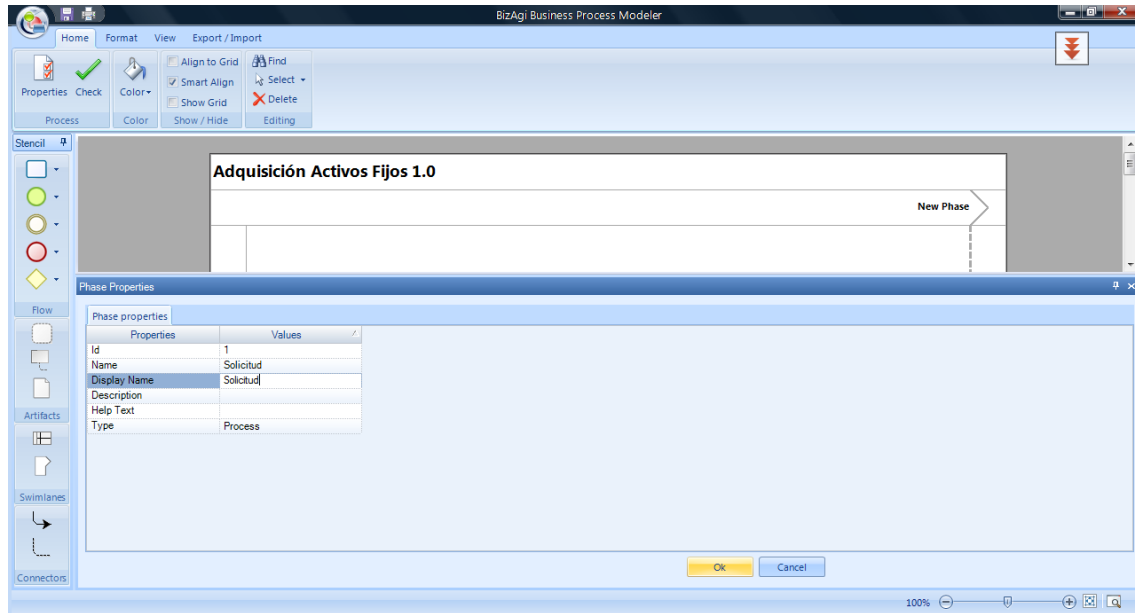 BizAgi Business Process Modeler
Home Format View Export / Import
Properties Check Color Align to Grid Smart Align Show Grid Find Select Delete
Process Color Show / Hide Editing
Stencil
Adquisición Activos Fijos 1.0
New Phase
Flow
Artifacts
Swimlanes
Connectors
Phase Properties
Phase properties
Properties Values
Id 1
Name Solicitud
Display Name Solicitud
Description
Help Text
Type Process
Ok Cancel
100%